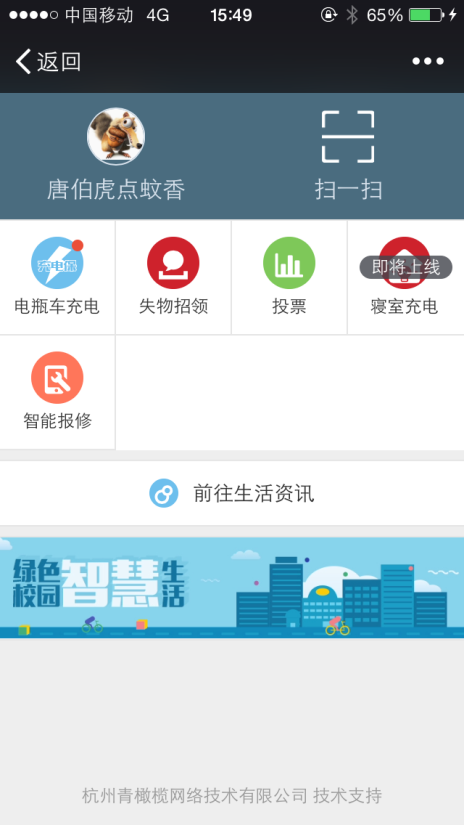 中国移动 4G 15:49 65%
返回
唐伯虎点蚊香 扫一扫
充电保
即将上线
电瓶车充电 失物招领 投票 寝室充电
智能报修
前往生活资讯
绿色校园 智慧生活
杭州青橄榄网络技术有限公司 技术支持